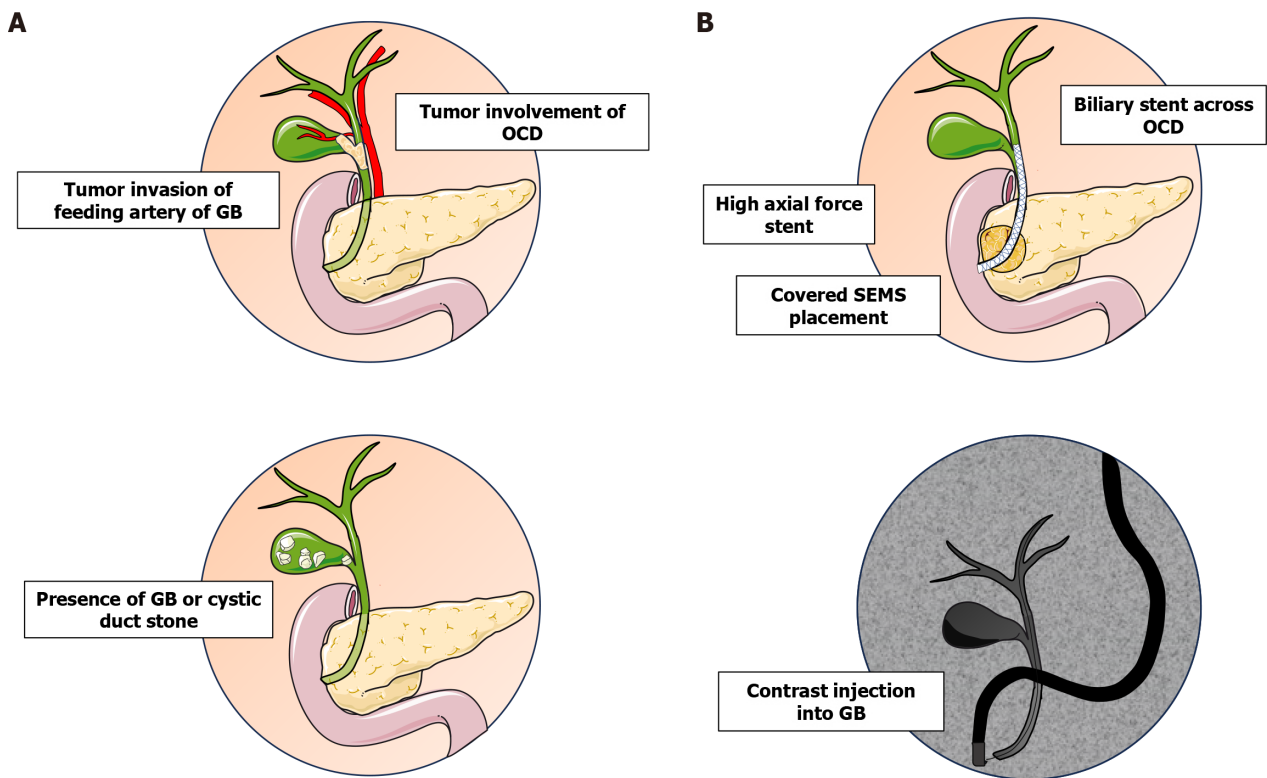 A
Tumor involvement of
OCD
Tumor invasion of
feeding artery of GB
Presence of GB or cystic
duct stone
B
Biliary stent across
OCD
High axial force
stent
Covered SEMS
placement
Contrast injection
into GB